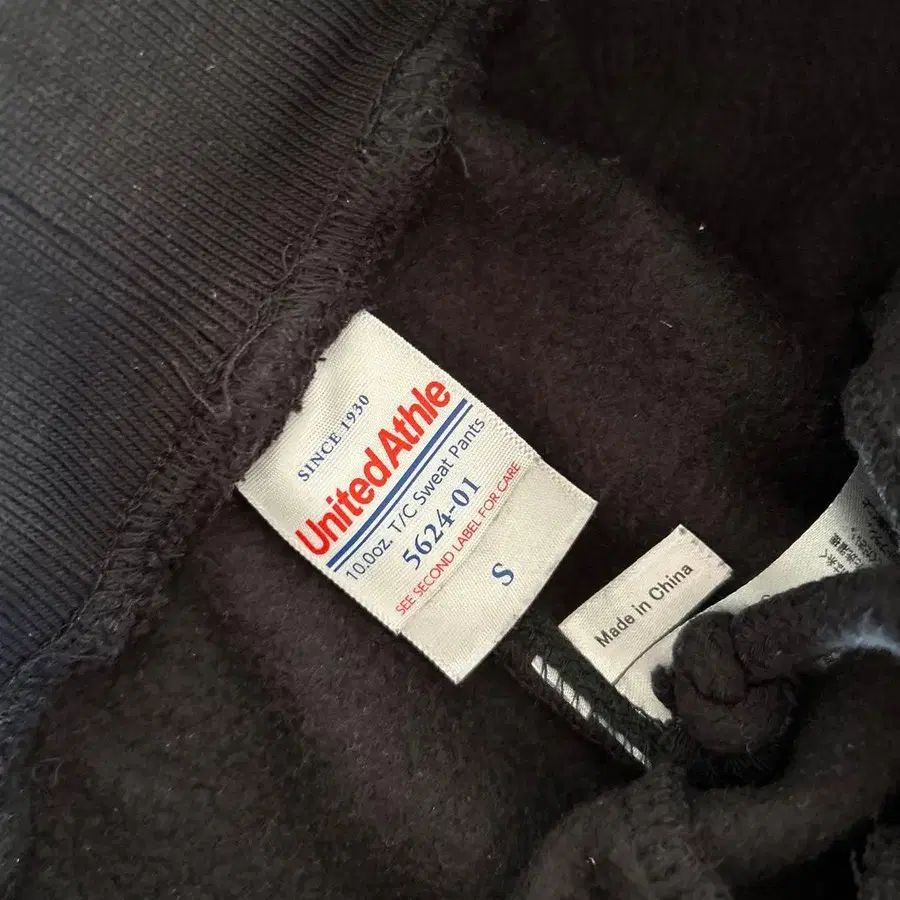 SINCE 1930
UnitedAthle
10.0oz. T/C Sweat Pants
5624-01
SEE SECOND LABEL FOR CARE
S
Made in China